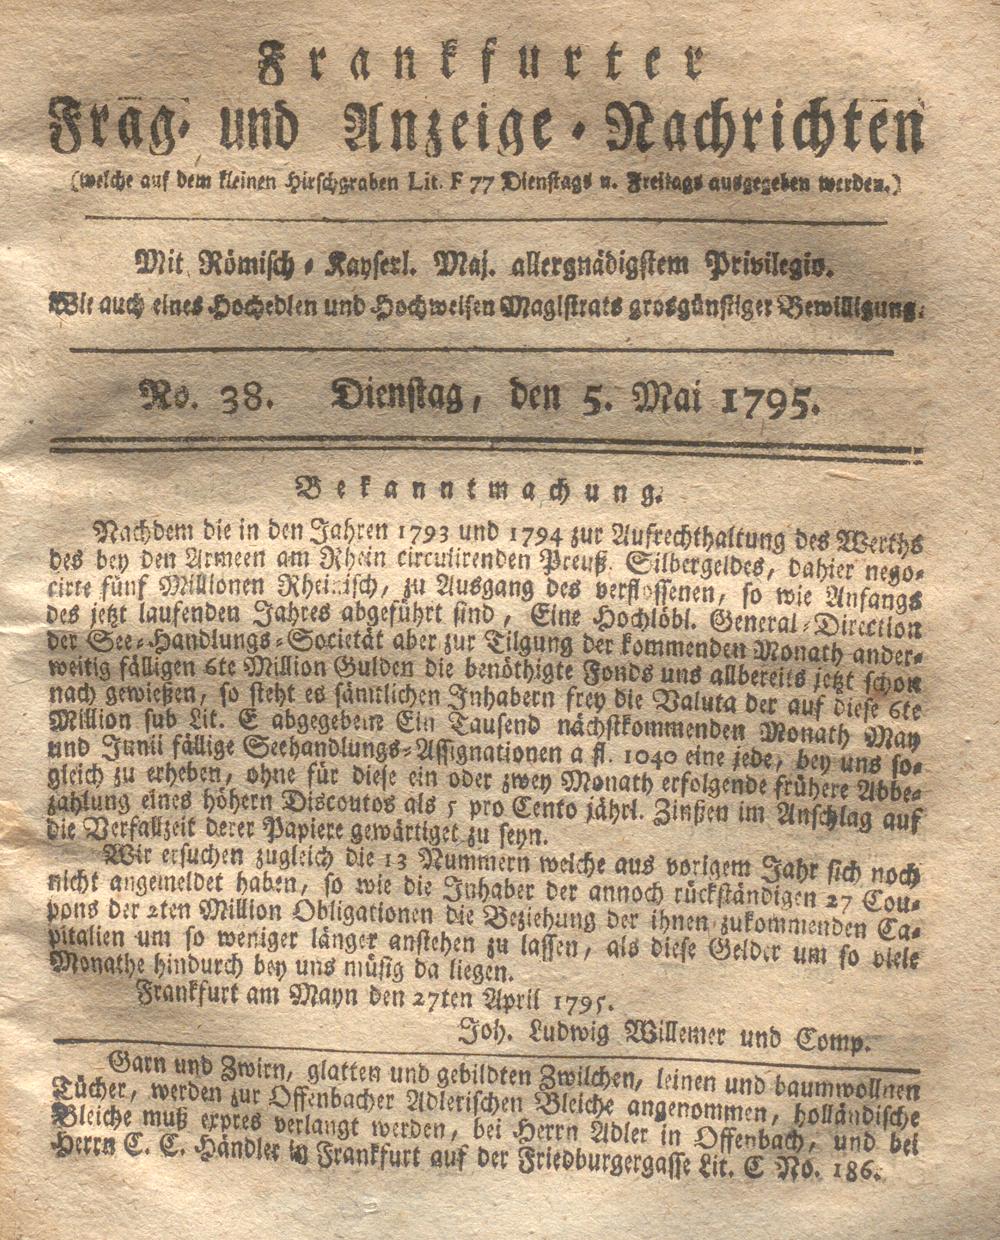 Frankfurter
Frag- und Anzeige-Nachrichten
(welche auf dem kleinen Hirschgraben Lit. F 77 Dienstags u. Freitags ausgegeben werden.)
Mit Römisch-Kayserl. Maj. allergnädigstem Privilegio.
Wie auch eines Hochedlen und Hochweisen Magistrats grosgünstiger Bewilligung.
No. 38. Dienstag, den 5. Mai 1795.
Bekanntmachung.
Nachdem die in den Jahren 1793 und 1794 zur Aufrechthaltung des Werths
des bey den Armeen am Rhein circulirenden Preuß. Silbergeldes, dahier nego-
cirte fünf Millionen Rheinisch, zu Ausgang des verflossenen, so wie Anfangs
des jetzt laufenden Jahres abgeführt sind, Eine Hochlöbl. General-Direction
der See-Handlungs-Societät aber zur Tilgung der kommenden Monath ander-
weitig fälligen 6te Million Gulden die benöthigte Fonds uns allbereits jetzt schon
nach gewießen, so steht es sämtlichen Inhabern frey die Valuta der auf diese 6te
Million sub Lit. E abgegebene Ein Tausend nächstkommenden Monath May
und Junii fällige Seehandlungs-Assignationen a fl. 1040 eine jede, bey uns so-
gleich zu erheben, ohne für diese ein oder zwey Monath erfolgende frühere Abbe-
zahlung eines höhern Discoutos als 5 pro Cento jährl. Zinßen im Anschlag auf
die Verfallzeit derer Papiere gewärtiget zu seyn.
Wir ersuchen zugleich die 13 Nummern welche aus vorigem Jahr sich noch
nicht angemeldet haben, so wie die Inhaber der annoch rückständigen 27 Cou-
pons der 2ten Million Obligationen die Beziehung der ihnen zukommenden Ca-
pitalien um so weniger länger anstehen zu lassen, als diese Gelder um so viele
Monathe hindurch bey uns müsig da liegen.
Frankfurt am Mayn den 27ten April 1795.
Joh. Ludwig Willemer und Comp.
Garn und Zwirn, glatten und gebildten Zwilchen, leinen und baumwollnen
Tücher, werden zur Offenbacher Adlerischen Bleiche angenommen, holländische
Bleiche muß expres verlangt werden, bei Herrn Adler in Offenbach, und bei
Herrn C. C. Händler in Frankfurt auf der Friedburgergasse Lit. C No. 186.